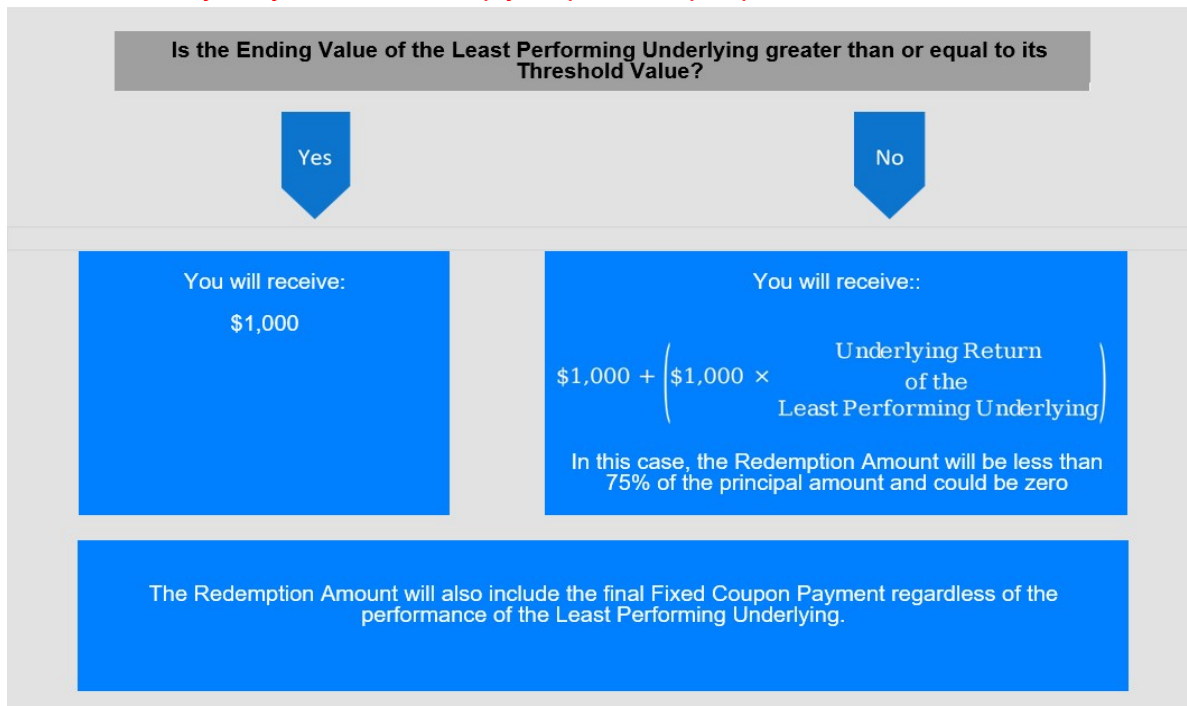 Is the Ending Value of the Least Performing Underlying greater than or equal to its
Threshold Value?
Yes
No
You will receive:
$1,000
You will receive::
$1,000 + ($1,000 × Underlying Return
of the
Least Performing Underlying)
In this case, the Redemption Amount will be less than
75% of the principal amount and could be zero
The Redemption Amount will also include the final Fixed Coupon Payment regardless of the
performance of the Least Performing Underlying.